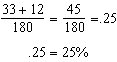 33 + 12 / 180 = 45 / 180 = .25
.25 = 25%